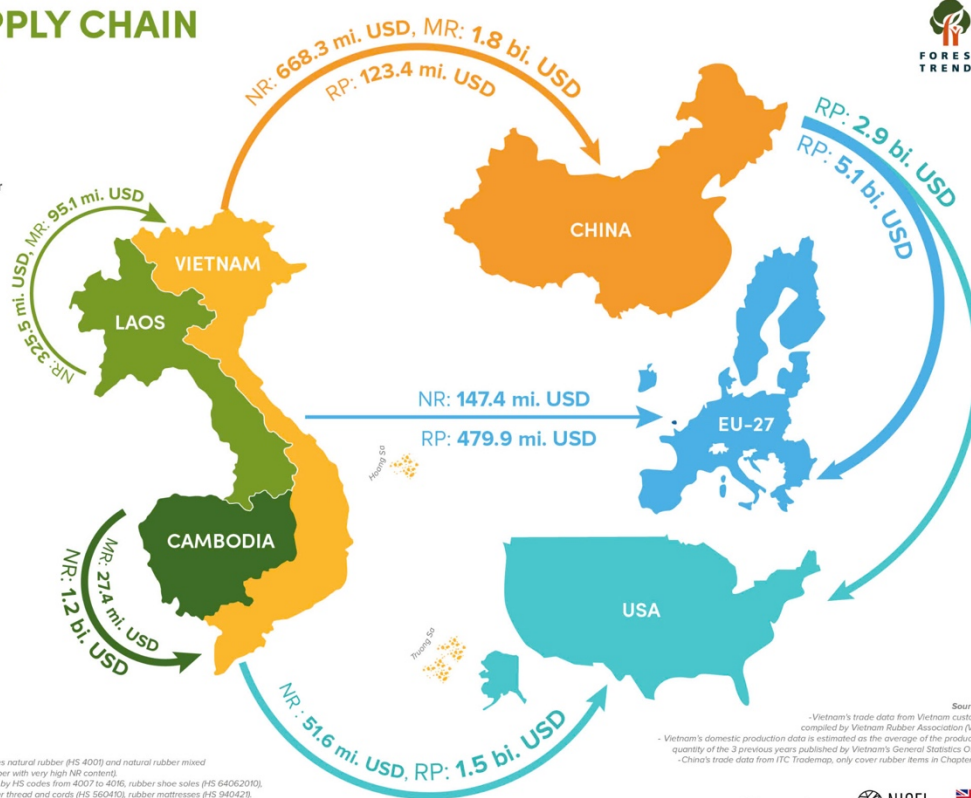 PPLY CHAIN
FOREST
TREND
NR: 668.3 mi. USD, MR: 1.8 bi. USD
RP: 123.4 mi. USD
RP: 2.9 bi. USD
RP: 5.1 bi. USD
NR: 325.5 mi. USD, MR: 95.1 mi. USD
VIETNAM
CHINA
LAOS
NR: 147.4 mi. USD
RP: 479.9 mi. USD
EU-27
Hoang Sa
CAMBODIA
MR: 27.4 mi. USD
NR: 1.2 bi. USD
USA
Truong Sa
NR : 51.6 mi. USD, RP: 1.5 bi. USD
Sour
-Vietnam's trade data from Vietnam custo
compiled by Vietnam Rubber Association (V
- Vietnam's domestic production data is estimated as the average of the produc
quantity of the 3 previous years published by Vietnam's General Statistics O
-China's trade data from ITC Trademap, only cover rubber items in Chapter
s natural rubber (HS 4001) and natural rubber mixed
er with very high NR content).
by HS codes from 4007 to 4016, rubber shoe soles (HS 64062010),
r thread and cords (HS 560410), rubber mattresses (HS 940421).